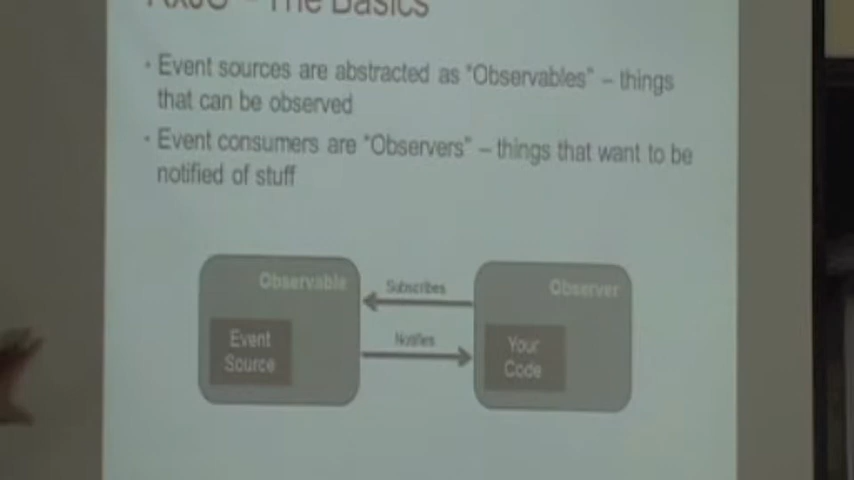 – The Basics
• Event sources are abstracted as "Observables" – things
that can be observed
• Event consumers are "Observers" – things that want to be
notified of stuff
Observable
Subscribes
Observer
Event
Source
Notifies
Your
Code